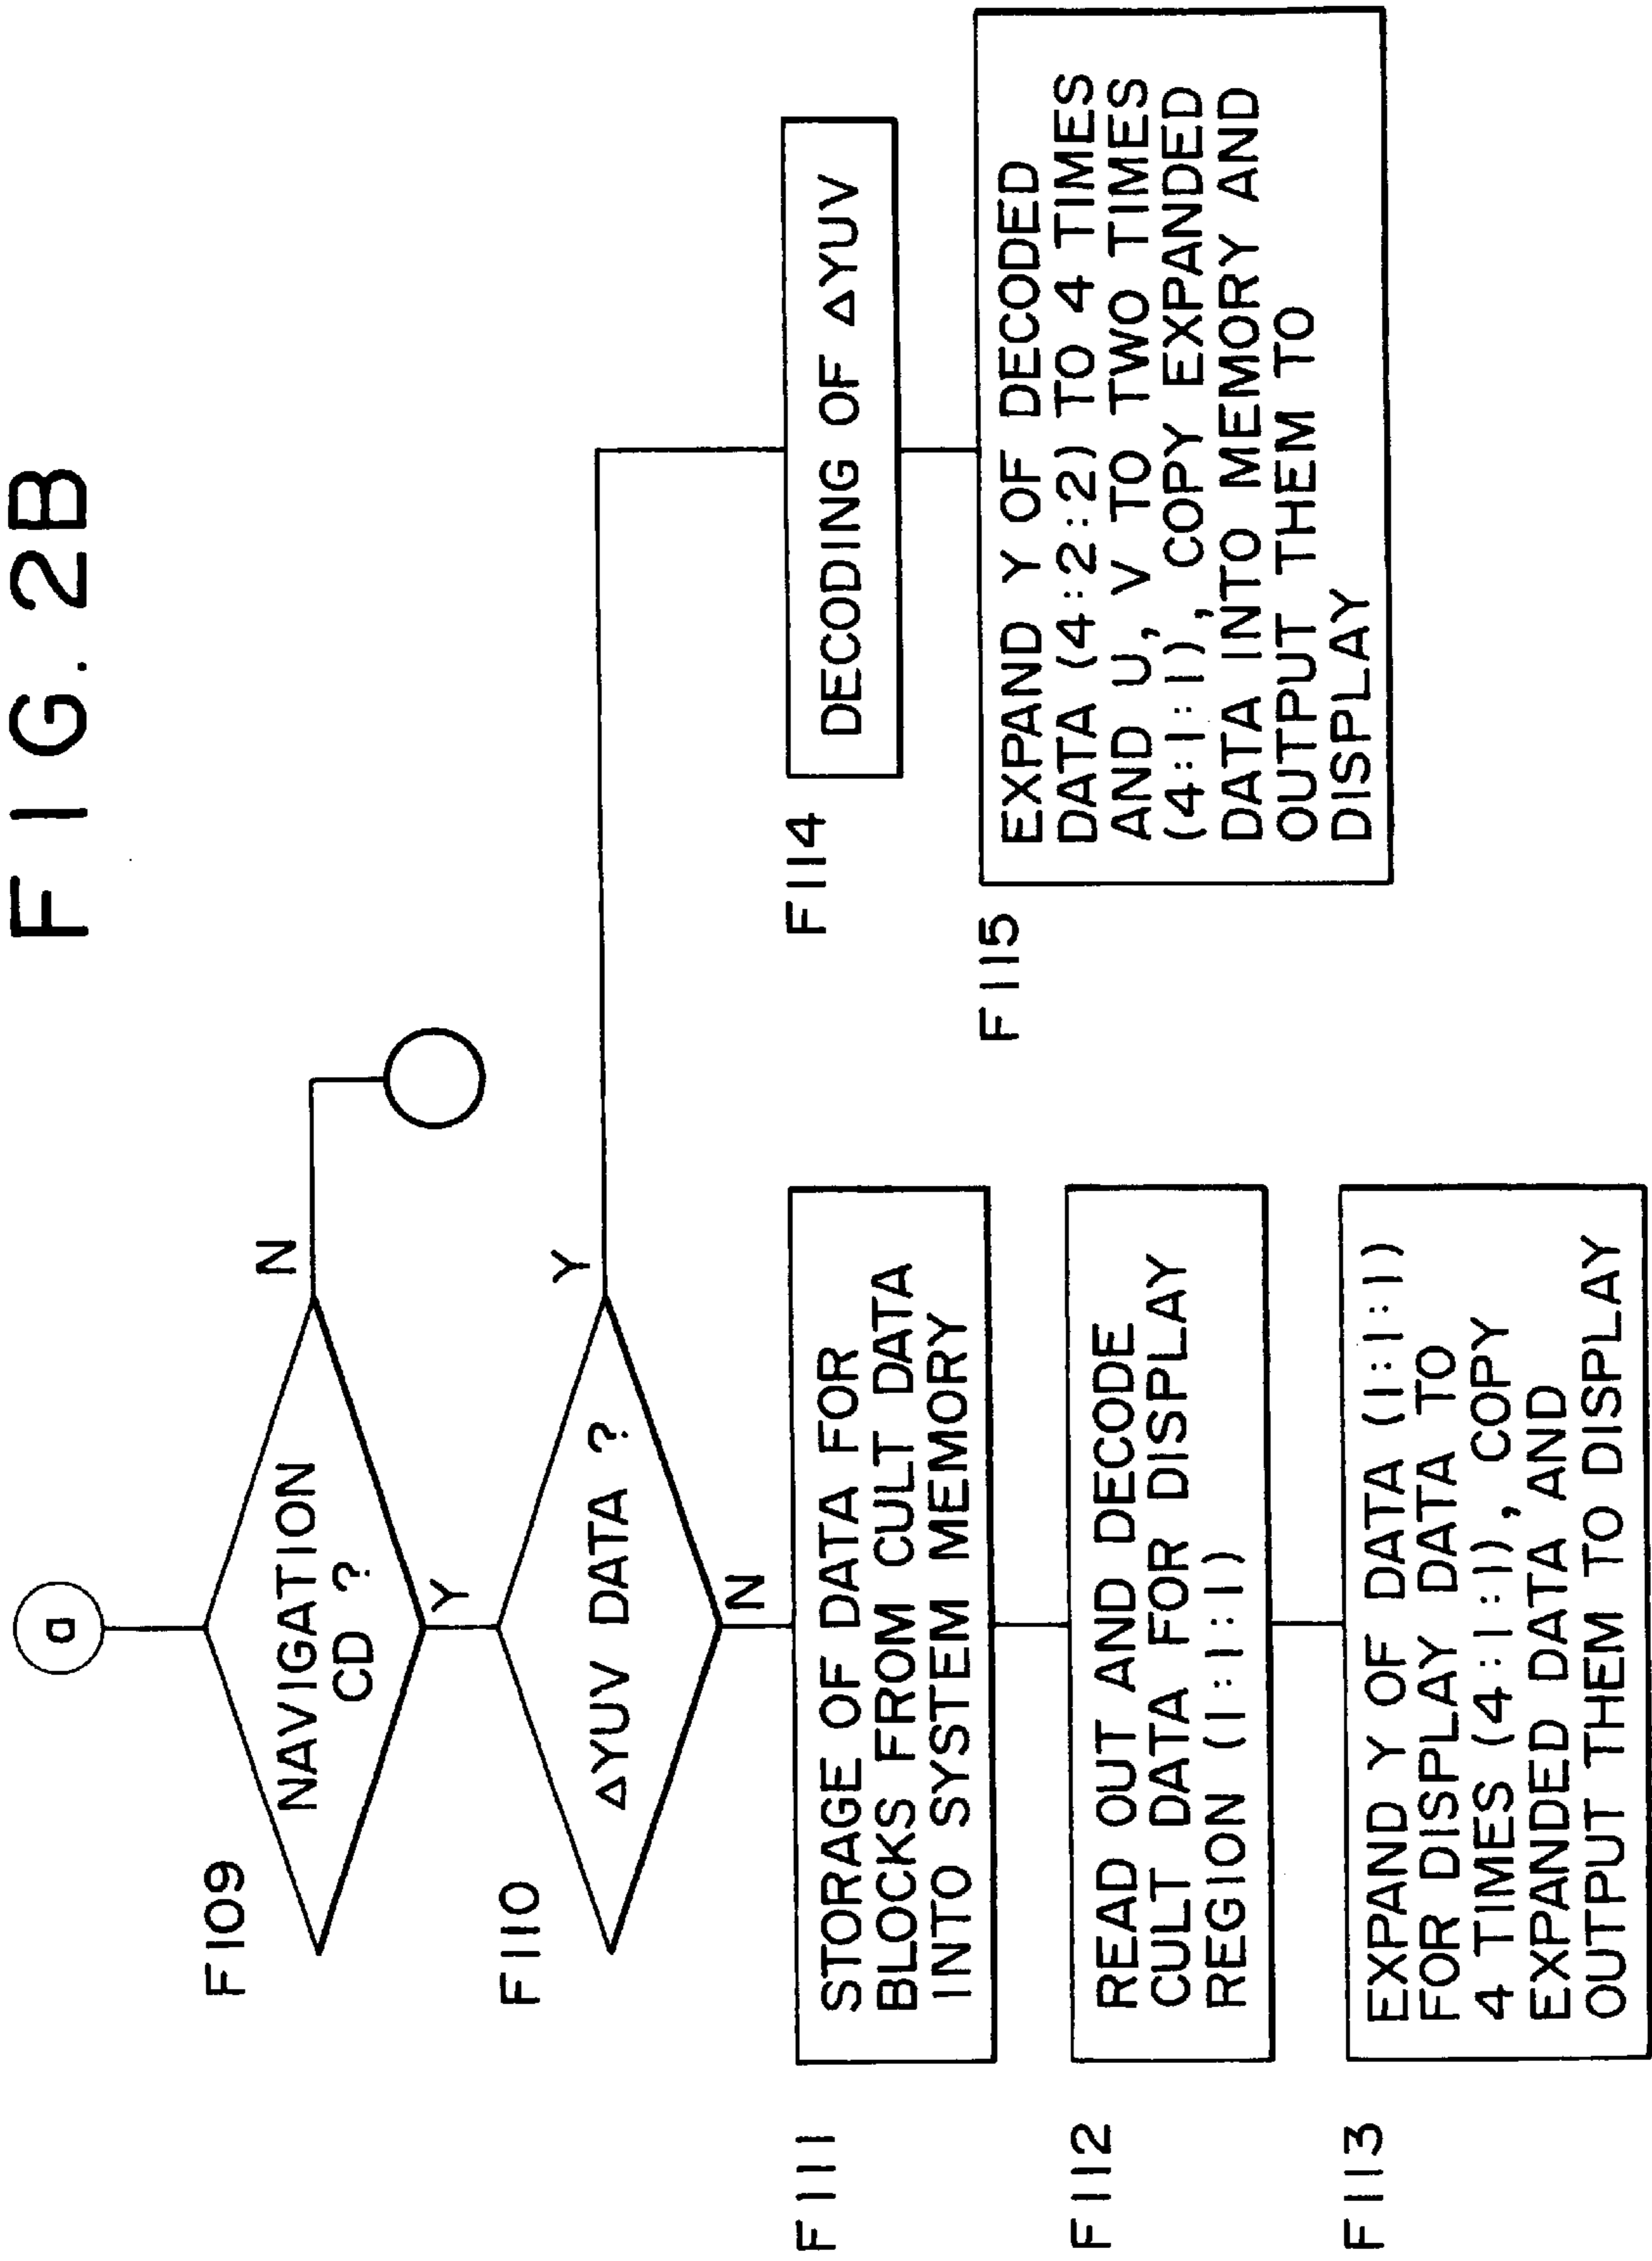 FIG. 2B
a
F109
NAVIGATION
CD ?
N
Y
F110
ΔYUV DATA ?
Y
N
F111
STORAGE OF DATA FOR
BLOCKS FROM CULT DATA
INTO SYSTEM MEMORY
F112
READ OUT AND DECODE
CULT DATA FOR DISPLAY
REGION (1:1:1)
F113
EXPAND Y OF DATA (1:1:1)
FOR DISPLAY DATA TO
4 TIMES (4:1:1), COPY
EXPANDED DATA AND
OUTPUT THEM TO DISPLAY
F114
DECODING OF ΔYUV
F115
EXPAND Y OF DECODED
DATA (4:2:2) TO 4 TIMES
AND U, V TO TWO TIMES
(4:1:1), COPY EXPANDED
DATA INTO MEMORY AND
OUTPUT THEM TO
DISPLAY